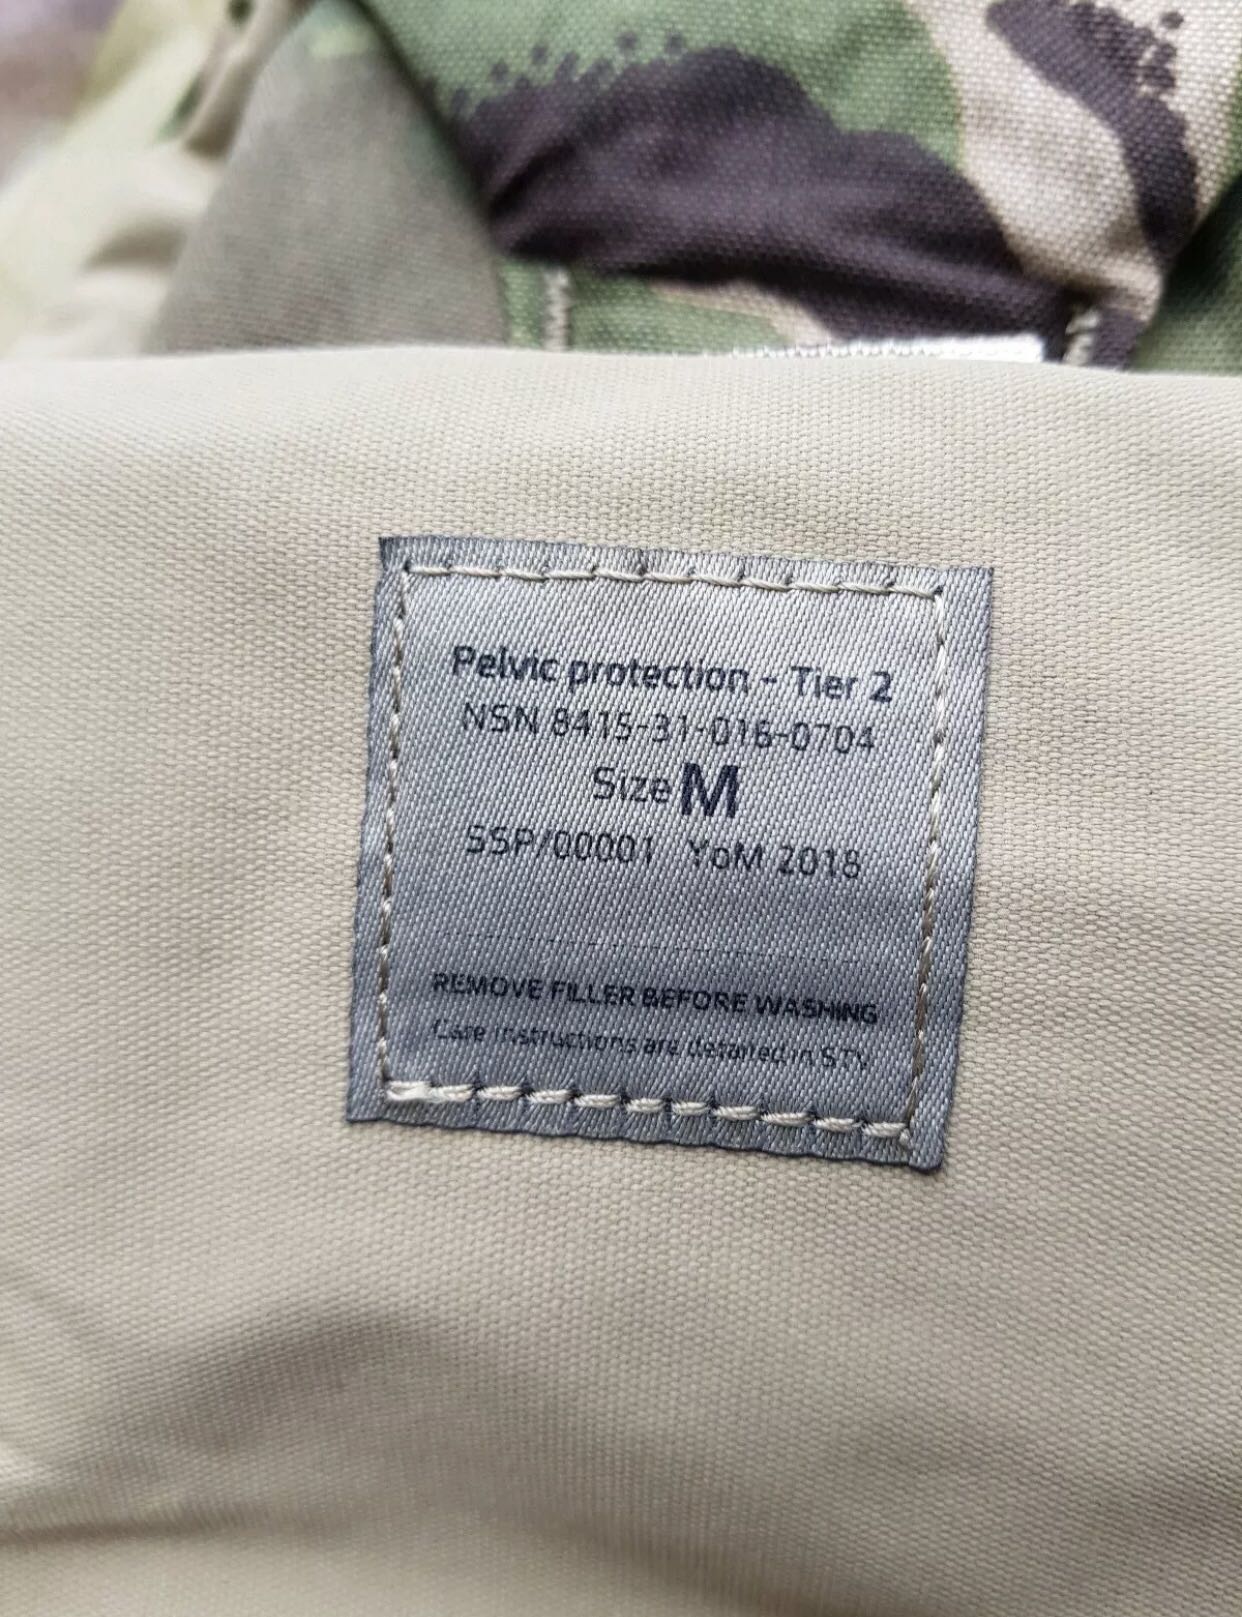 Pelvic protection - Tier 2
NSN 8415-31-016-0704
Size M
SSP/00001 YoM 2018
REMOVE FILLER BEFORE WASHING
Care instructions are detailed in